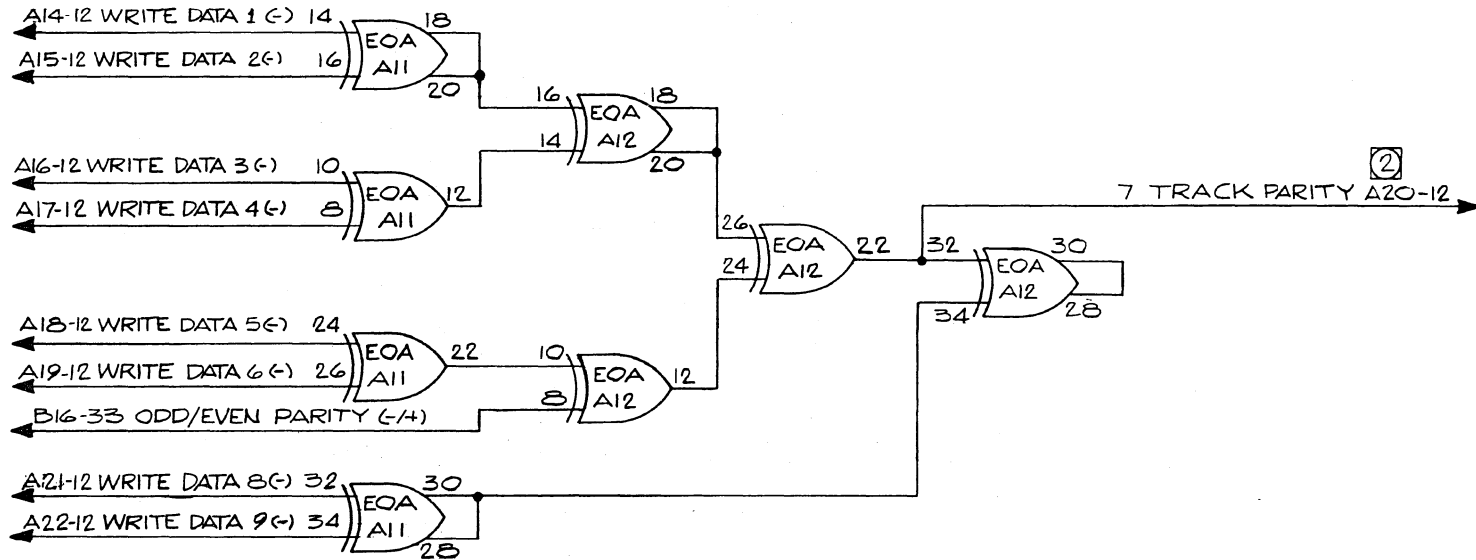 A14-12 WRITE DATA 1 (-) 14
EOA
A11
18
A15-12 WRITE DATA 2(-) 16
20
16
EOA
A12
18
14
20
A16-12 WRITE DATA 3 (-) 10
EOA
A11
12
A17-12 WRITE DATA 4 (-) 8
2
7 TRACK PARITY A20-12
26
EOA
A12
22
24
32
EOA
A12
30
34
28
A18-12 WRITE DATA 5(-) 24
EOA
A11
22
A19-12 WRITE DATA 6 (-) 26
10
EOA
A12
12
8
B16-33 ODD/EVEN PARITY (-/+)
A21-12 WRITE DATA 8(-) 32
EOA
A11
30
A22-12 WRITE DATA 9(-) 34
28